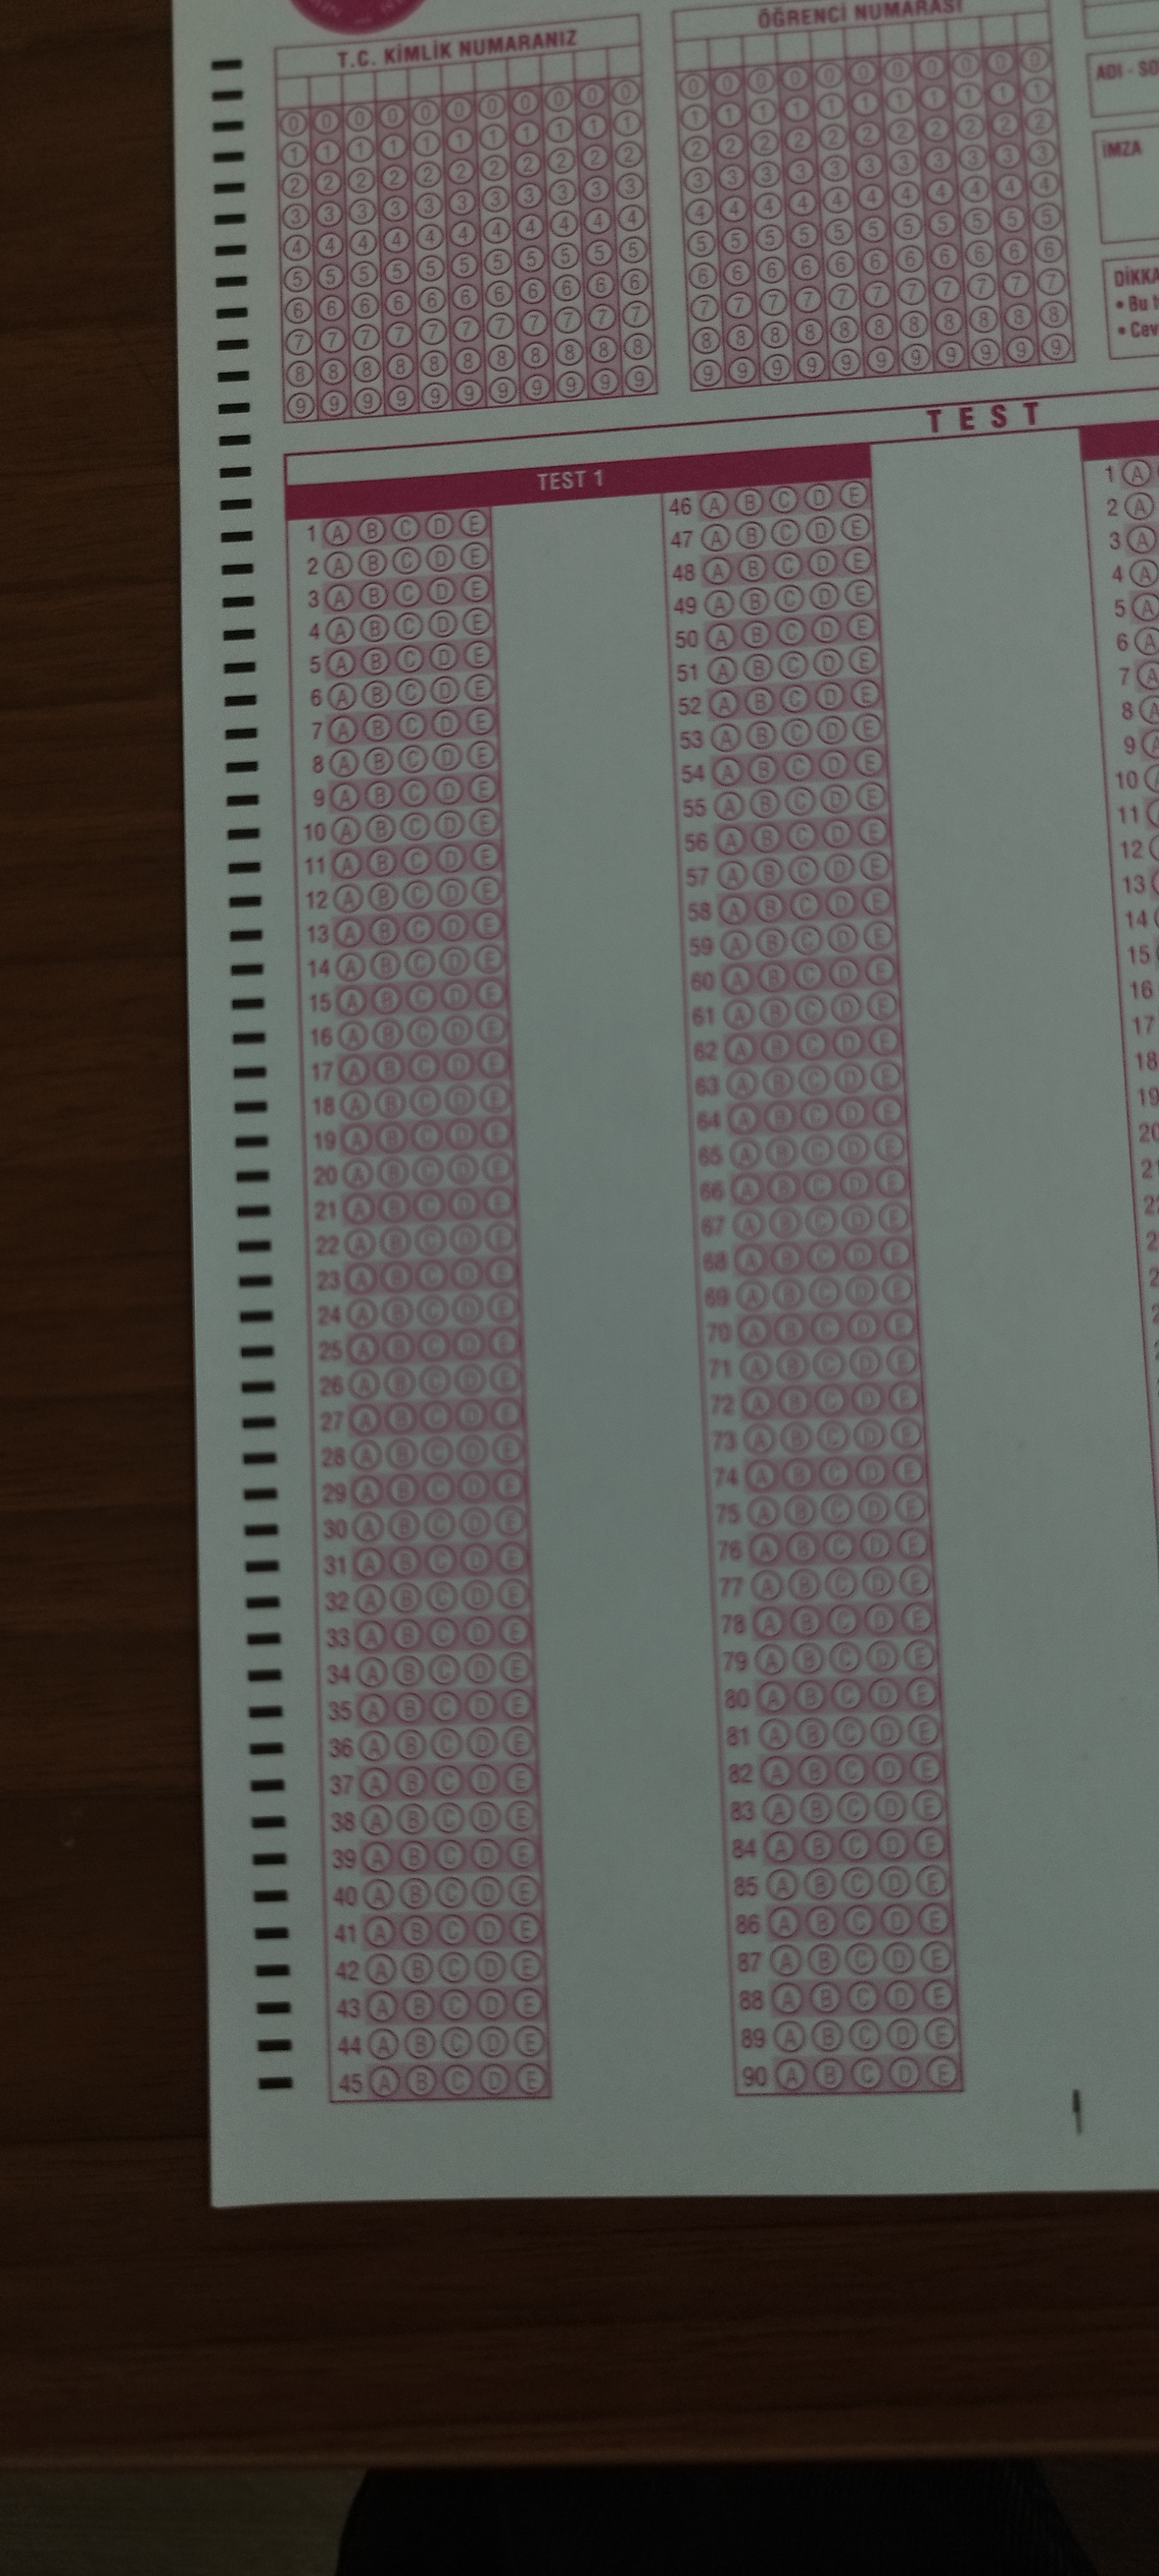 T.C. KİMLİK NUMARANIZ
0 0 0 0 0 0 0 0 0 0 0
1 1 1 1 1 1 1 1 1 1 1
2 2 2 2 2 2 2 2 2 2 2
3 3 3 3 3 3 3 3 3 3 3
4 4 4 4 4 4 4 4 4 4 4
5 5 5 5 5 5 5 5 5 5 5
6 6 6 6 6 6 6 6 6 6 6
7 7 7 7 7 7 7 7 7 7 7
8 8 8 8 8 8 8 8 8 8 8
9 9 9 9 9 9 9 9 9 9 9
ÖĞRENCİ NUMARASI
0 0 0 0 0 0 0 0 0 0 0
1 1 1 1 1 1 1 1 1 1 1
2 2 2 2 2 2 2 2 2 2 2
3 3 3 3 3 3 3 3 3 3 3
4 4 4 4 4 4 4 4 4 4 4
5 5 5 5 5 5 5 5 5 5 5
6 6 6 6 6 6 6 6 6 6 6
7 7 7 7 7 7 7 7 7 7 7
8 8 8 8 8 8 8 8 8 8 8
9 9 9 9 9 9 9 9 9 9 9
ADI - SO
İMZA
DİKKA
• Bu
• Cev
TEST
TEST 1
1 A B C D E
2 A B C D E
3 A B C D E
4 A B C D E
5 A B C D E
6 A B C D E
7 A B C D E
8 A B C D E
9 A B C D E
10 A B C D E
11 A B C D E
12 A B C D E
13 A B C D E
14 A B C D E
15 A B C D E
16 A B C D E
17 A B C D E
18 A B C D E
19 A B C D E
20 A B C D E
21 A B C D E
22 A B C D E
23 A B C D E
24 A B C D E
25 A B C D E
26 A B C D E
27 A B C D E
28 A B C D E
29 A B C D E
30 A B C D E
31 A B C D E
32 A B C D E
33 A B C D E
34 A B C D E
35 A B C D E
36 A B C D E
37 A B C D E
38 A B C D E
39 A B C D E
40 A B C D E
41 A B C D E
42 A B C D E
43 A B C D E
44 A B C D E
45 A B C D E
46 A B C D E
47 A B C D E
48 A B C D E
49 A B C D E
50 A B C D E
51 A B C D E
52 A B C D E
53 A B C D E
54 A B C D E
55 A B C D E
56 A B C D E
57 A B C D E
58 A B C D E
59 A B C D E
60 A B C D E
61 A B C D E
62 A B C D E
63 A B C D E
64 A B C D E
65 A B C D E
66 A B C D E
67 A B C D E
68 A B C D E
69 A B C D E
70 A B C D E
71 A B C D E
72 A B C D E
73 A B C D E
74 A B C D E
75 A B C D E
76 A B C D E
77 A B C D E
78 A B C D E
79 A B C D E
80 A B C D E
81 A B C D E
82 A B C D E
83 A B C D E
84 A B C D E
85 A B C D E
86 A B C D E
87 A B C D E
88 A B C D E
89 A B C D E
90 A B C D E
1 A
2 A
3 A
4 A
5 A
6 A
7 A
8 A
9
10
11
12
13
14
15
16
17
18
19
20